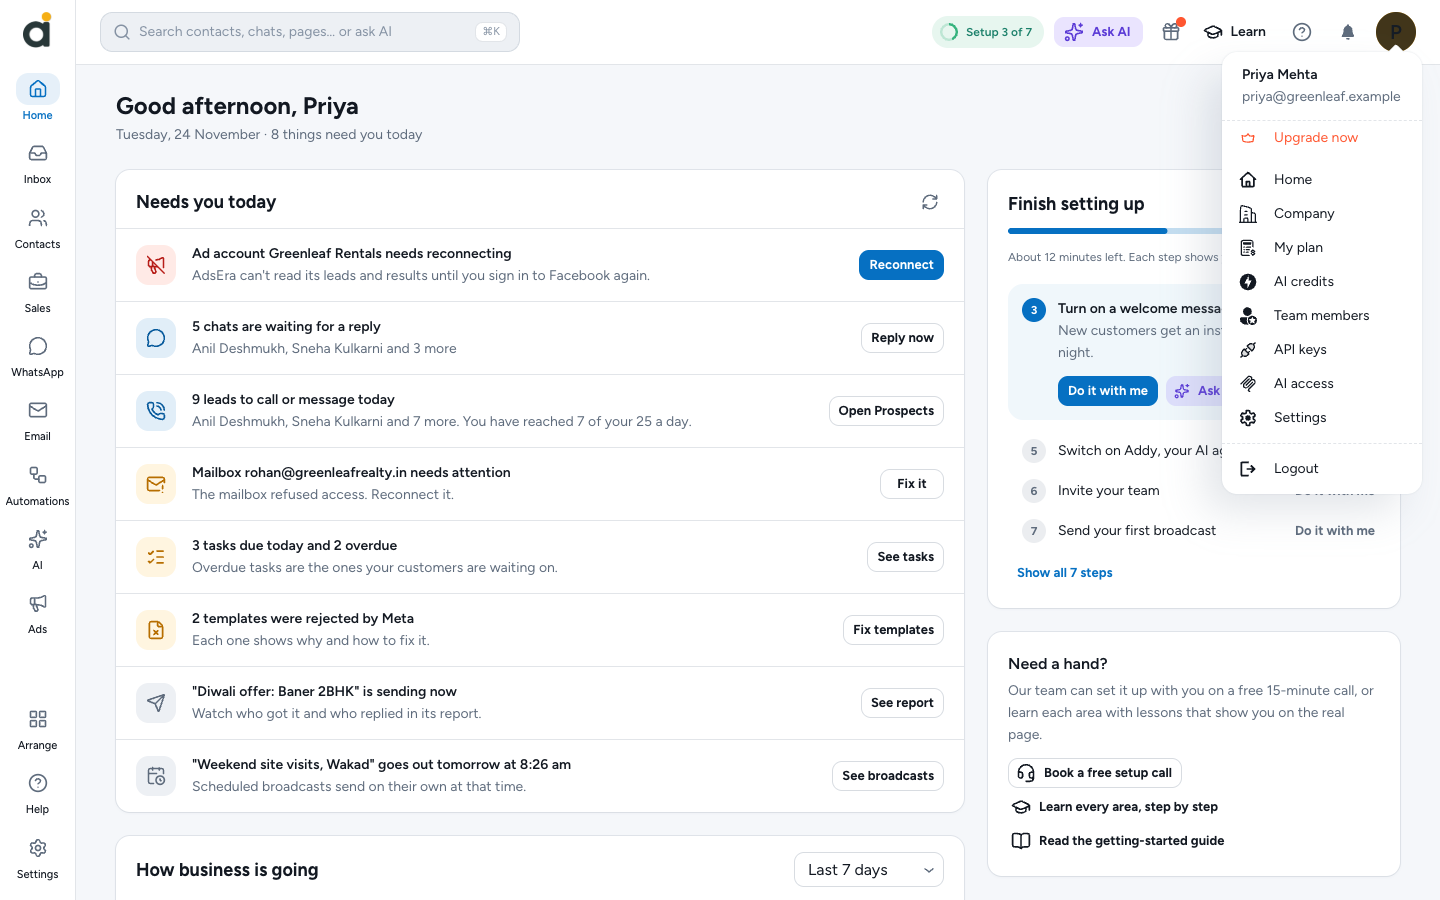 Search contacts, chats, pages... or ask AI
⌘K
Setup 3 of 7
Ask AI
Learn
P
Priya Mehta
priya@greenleaf.example
Upgrade now
Home
Company
My plan
AI credits
Team members
API keys
AI access
Settings
Logout
Home
Inbox
Contacts
Sales
WhatsApp
Email
Automations
AI
Ads
Arrange
Help
Settings
Good afternoon, Priya
Tuesday, 24 November · 8 things need you today
Needs you today
Ad account Greenleaf Rentals needs reconnecting
AdsEra can't read its leads and results until you sign in to Facebook again.
Reconnect
5 chats are waiting for a reply
Anil Deshmukh, Sneha Kulkarni and 3 more
Reply now
9 leads to call or message today
Anil Deshmukh, Sneha Kulkarni and 7 more. You have reached 7 of your 25 a day.
Open Prospects
Mailbox rohan@greenleafrealty.in needs attention
The mailbox refused access. Reconnect it.
Fix it
3 tasks due today and 2 overdue
Overdue tasks are the ones your customers are waiting on.
See tasks
2 templates were rejected by Meta
Each one shows why and how to fix it.
Fix templates
"Diwali offer: Baner 2BHK" is sending now
Watch who got it and who replied in its report.
See report
"Weekend site visits, Wakad" goes out tomorrow at 8:26 am
Scheduled broadcasts send on their own at that time.
See broadcasts
How business is going
Last 7 days
Finish setting up
About 12 minutes left. Each step shows
3
Turn on a welcome
New customers get an
night.
Do it with me
Ask
5
Switch on Addy, your AI
6
Invite your team
7
Send your first broadcast
Do it with me
Show all 7 steps
Need a hand?
Our team can set it up with you on a free 15-minute call, or
learn each area with lessons that show you on the real
page.
Book a free setup call
Learn every area, step by step
Read the getting-started guide